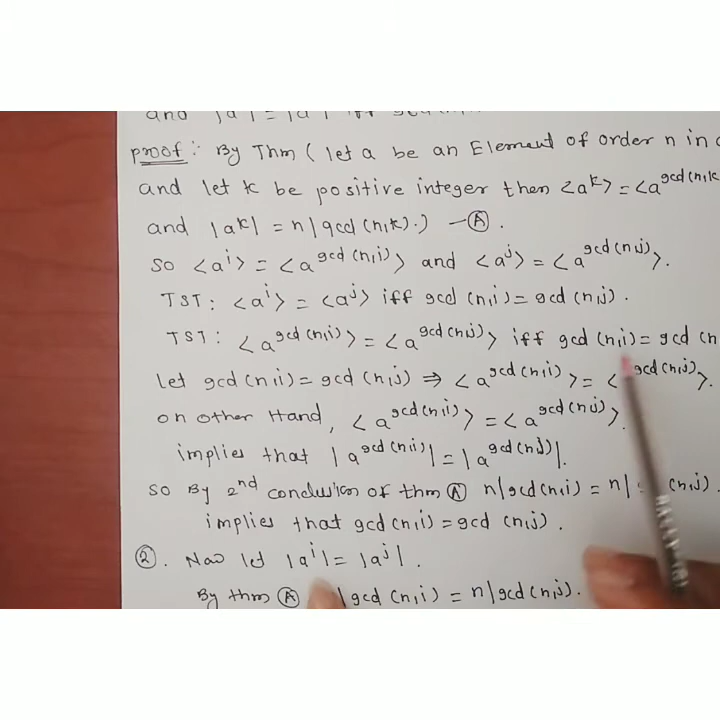 proof: By Thm ( let a be an Element of order n in
and let k be positive integer then <a^k> = <a^gcd(n,k
and |a^k| = n|gcd(n,k).) —Ⓐ.
so <a^i> = <a^gcd(n,i)> and <a^j> = <a^gcd(n,j)>.
TST: <a^i> = <a^j> iff gcd(n,i) = gcd(n,j).
TST: <a^gcd(n,i)> = <a^gcd(n,j)> iff gcd(n,i) = gcd (n
let gcd(n,i) = gcd(n,j) ⇒ <a^gcd(n,i)> = < gcd(n,j)>.
on other Hand, <a^gcd(n,i)> = <a^gcd(n,j)>.
implies that |a^gcd(n,i)| = |a^gcd(n,j)|.
so By 2nd conclusion of thm Ⓐ n|gcd(n,i) = n| (n,j).
implies that gcd(n,i) = gcd(n,j).
②. Now let |a^i| = |a^j|.
By thm Ⓐ |gcd(n,i) = n|gcd(n,j).